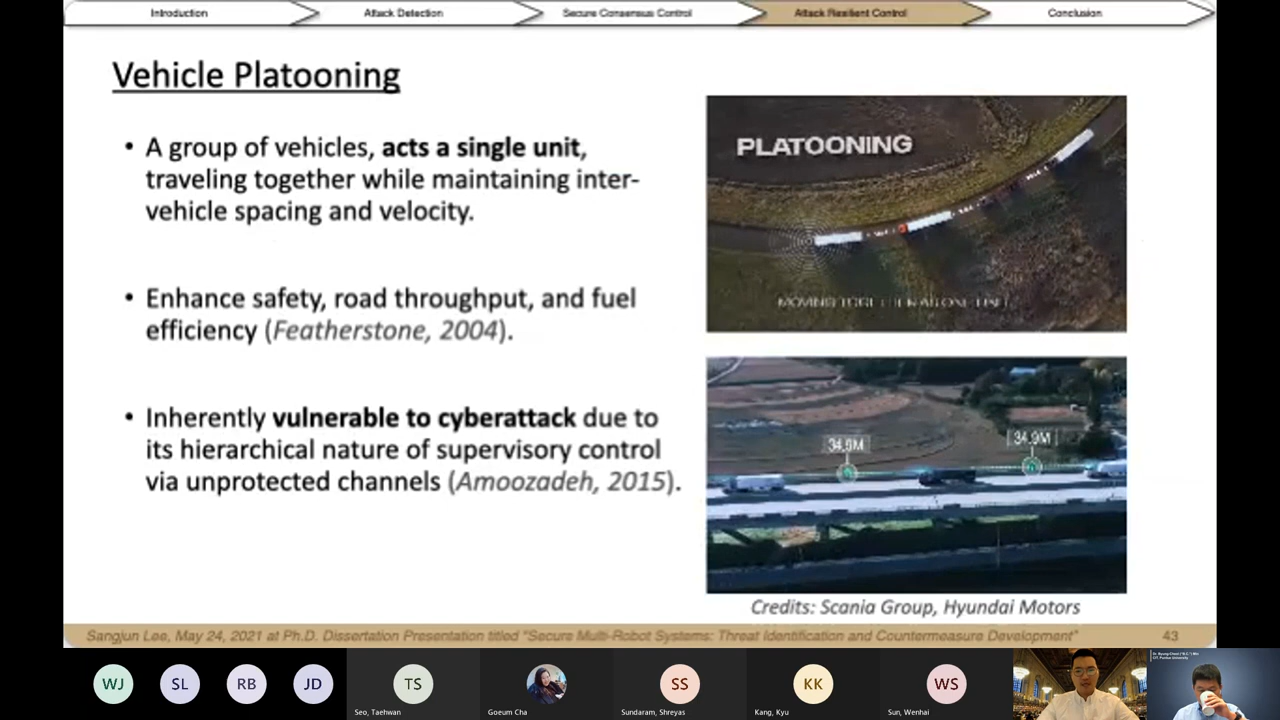 Introduction
Attack Detection
Secure Consensus Control
Attack Resilient Control
Conclusion
Vehicle Platooning
• A group of vehicles, acts a single unit,
traveling together while maintaining inter-
vehicle spacing and velocity.
• Enhance safety, road throughput, and fuel
efficiency (Featherstone, 2004).
• Inherently vulnerable to cyberattack due to
its hierarchical nature of supervisory control
via unprotected channels (Amoozadeh, 2015).
PLATOONING
34.9M
34.9M
Credits: Scania Group, Hyundai Motors
Sangjun Lee, May 24, 2021 at Ph.D. Dissertation Presentation titled "Secure Multi-Robot Systems: Threat Identification and Countermeasure Development"
43
WJ
SL
RB
JD
TS
Seo, Taehwan
Goeum Cha
SS
Sundaram, Shreyas
KK
Kang, Kyu
WS
Sun, Wenhai